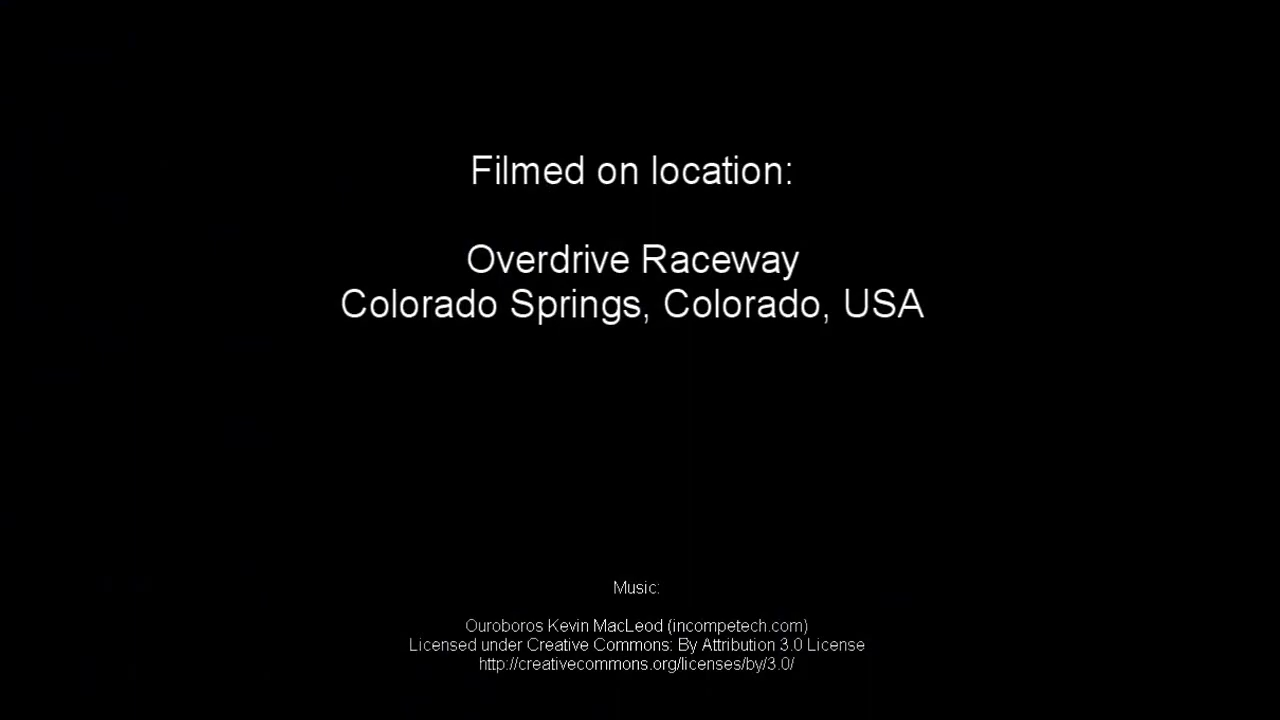 Filmed on location:
Overdrive Raceway
Colorado Springs, Colorado, USA
Music:
Ouroboros Kevin MacLeod (incompetech.com)
Licensed under Creative Commons: By Attribution 3.0 License
http://creativecommons.org/licenses/by/3.0/